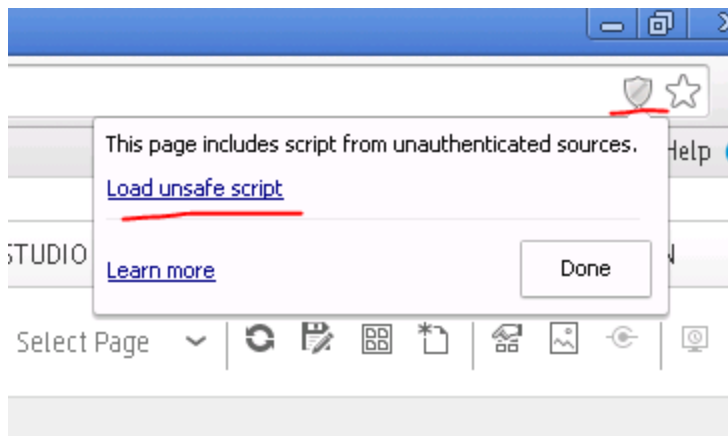 This page includes script from unauthenticated sources.
Help
Load unsafe script
STUDIO
Learn more
Done
Select Page